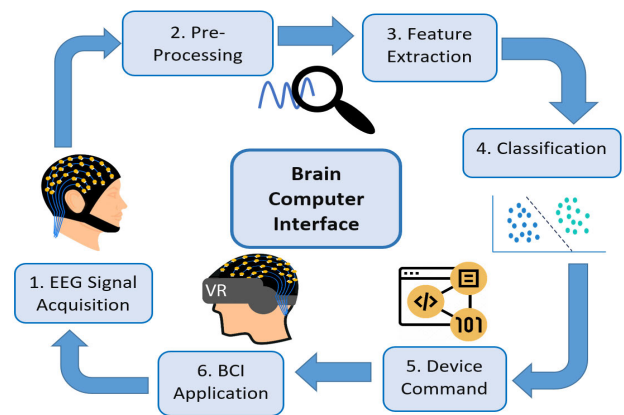 2. Pre-
Processing
3. Feature
Extraction
4. Classification
Brain
Computer
Interface
1. EEG Signal
Acquisition
VR
</>
101
6. BCI
Application
5. Device
Command